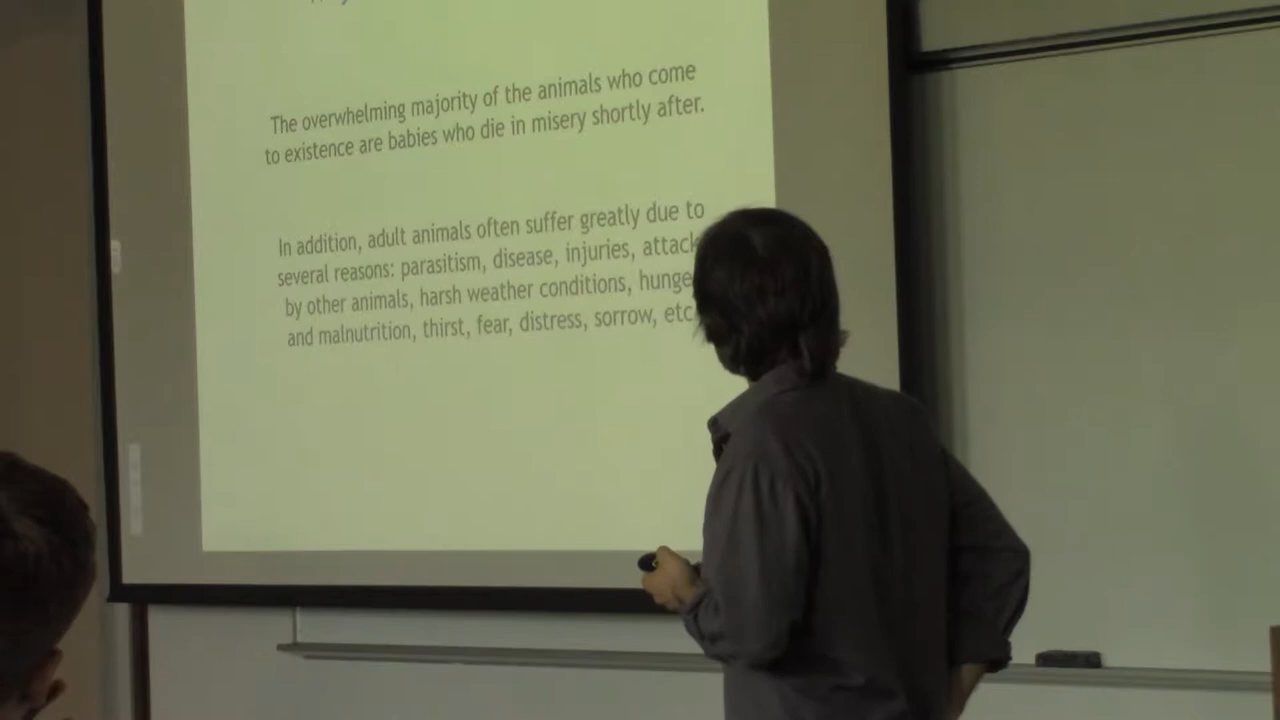 The overwhelming majority of the animals who come
to existence are babies who die in misery shortly after.
In addition, adult animals often suffer greatly due to
several reasons: parasitism, disease, injuries, attack
by other animals, harsh weather conditions, hunge
and malnutrition, thirst, fear, distress, sorrow, etc